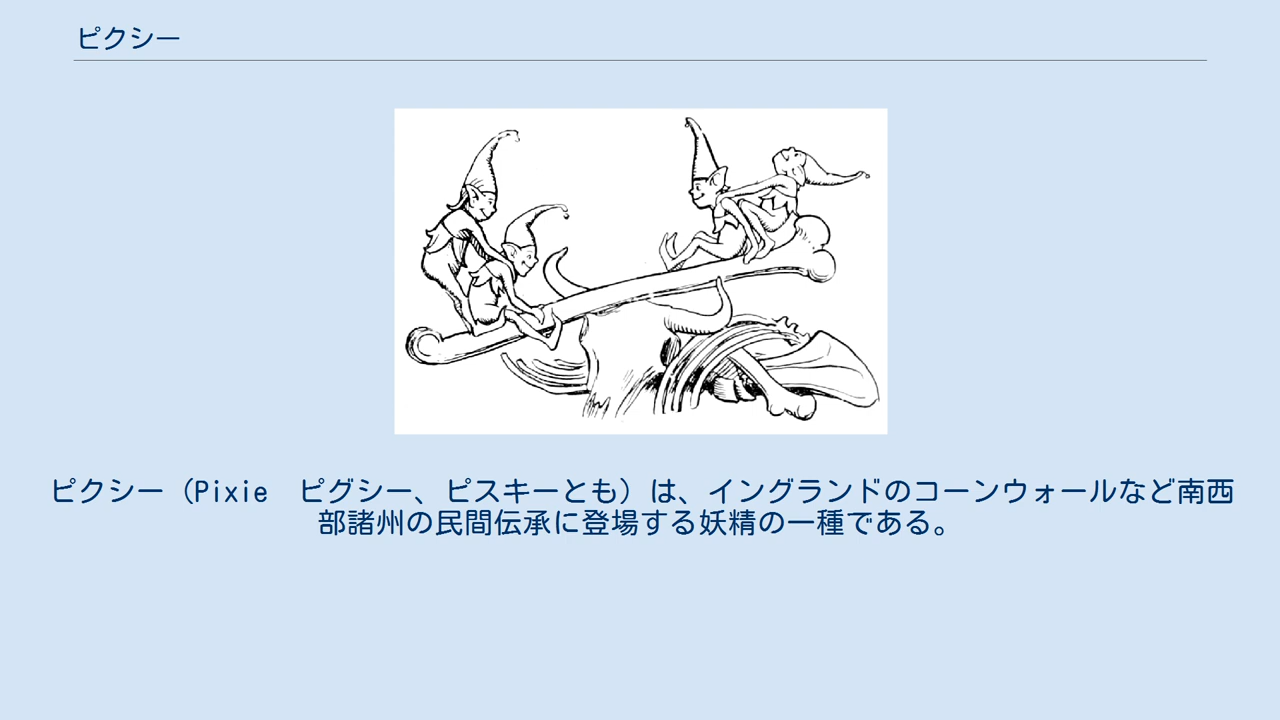 ピクシー
ピクシー（Pixie　ピグシー、ピスキーとも）は、イングランドのコーンウォールなど南西
部諸州の民間伝承に登場する妖精の一種である。